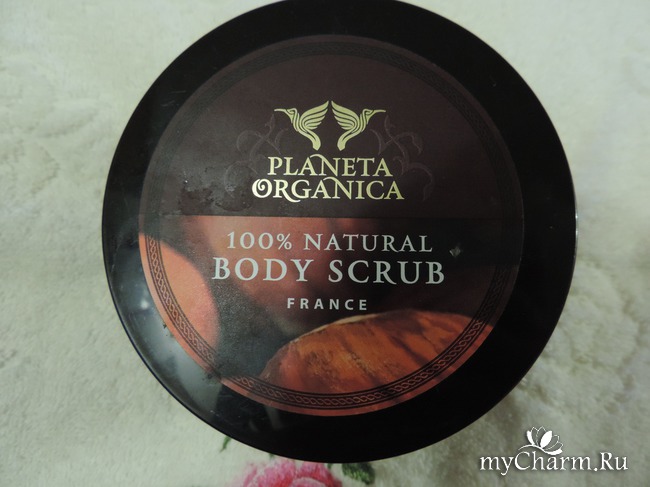 PLANETA
ORGANICA
100% NATURAL
BODY SCRUB
FRANCE
myCharm.Ru